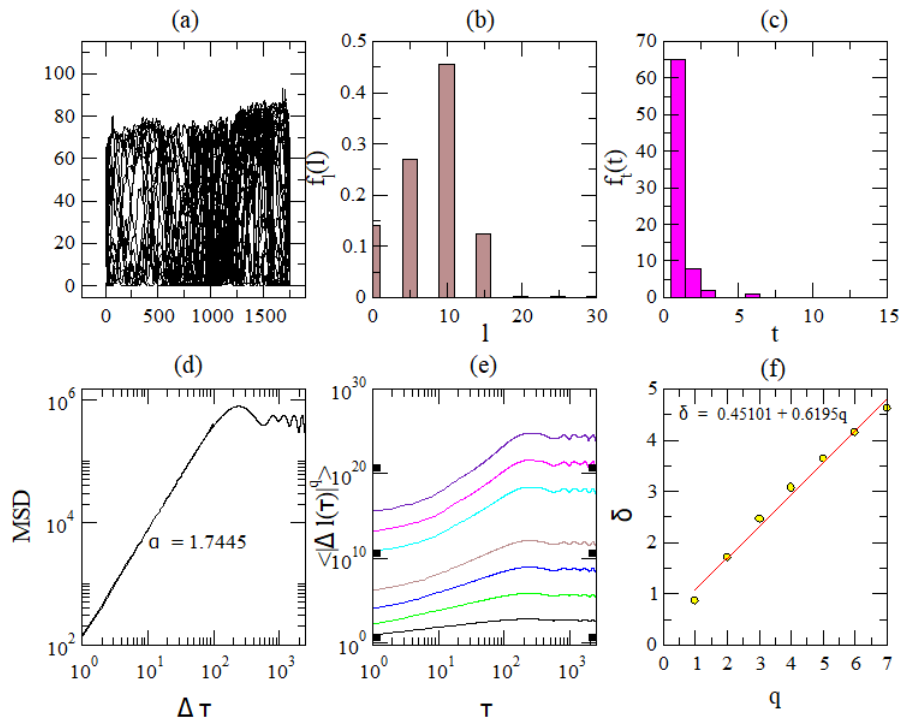 (a)
(b)
(c)
100
80
60
40
20
0
0 500 1000 1500
f_l(l)
0.5
0.4
0.3
0.2
0.1
0
0 10 20 30
l
f_t(t)
70
60
50
40
30
20
10
0
0 5 10 15
t
(d)
(e)
(f)
MSD
10^6
10^4
10^2
α = 1.7445
10^0 10^1 10^2 10^3
Δ τ
<|Δ l(τ)|^q>
10^30
10^20
10^10
10^0
10^0 10^1 10^2 10^3
τ
δ
5
4
3
2
1
0
δ = 0.45101 + 0.6195q
0 1 2 3 4 5 6 7
q